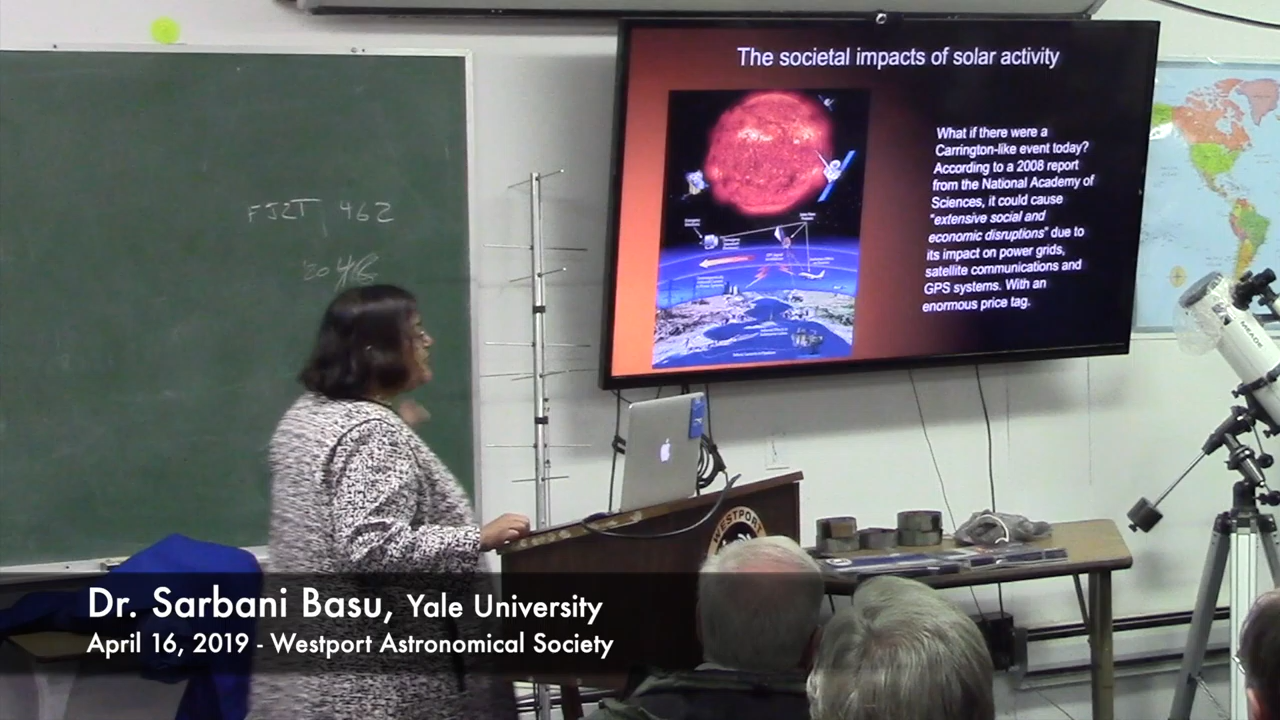 The societal impacts of solar activity
What if there were a
Carrington-like event today?
According to a 2008 report
from the National Academy of
Sciences, it could cause
"extensive social and
economic disruptions" due to
its impact on power grids,
satellite communications and
GPS systems. With an
enormous price tag.
462
WESTPORT
Dr. Sarbani Basu, Yale University
April 16, 2019 - Westport Astronomical Society